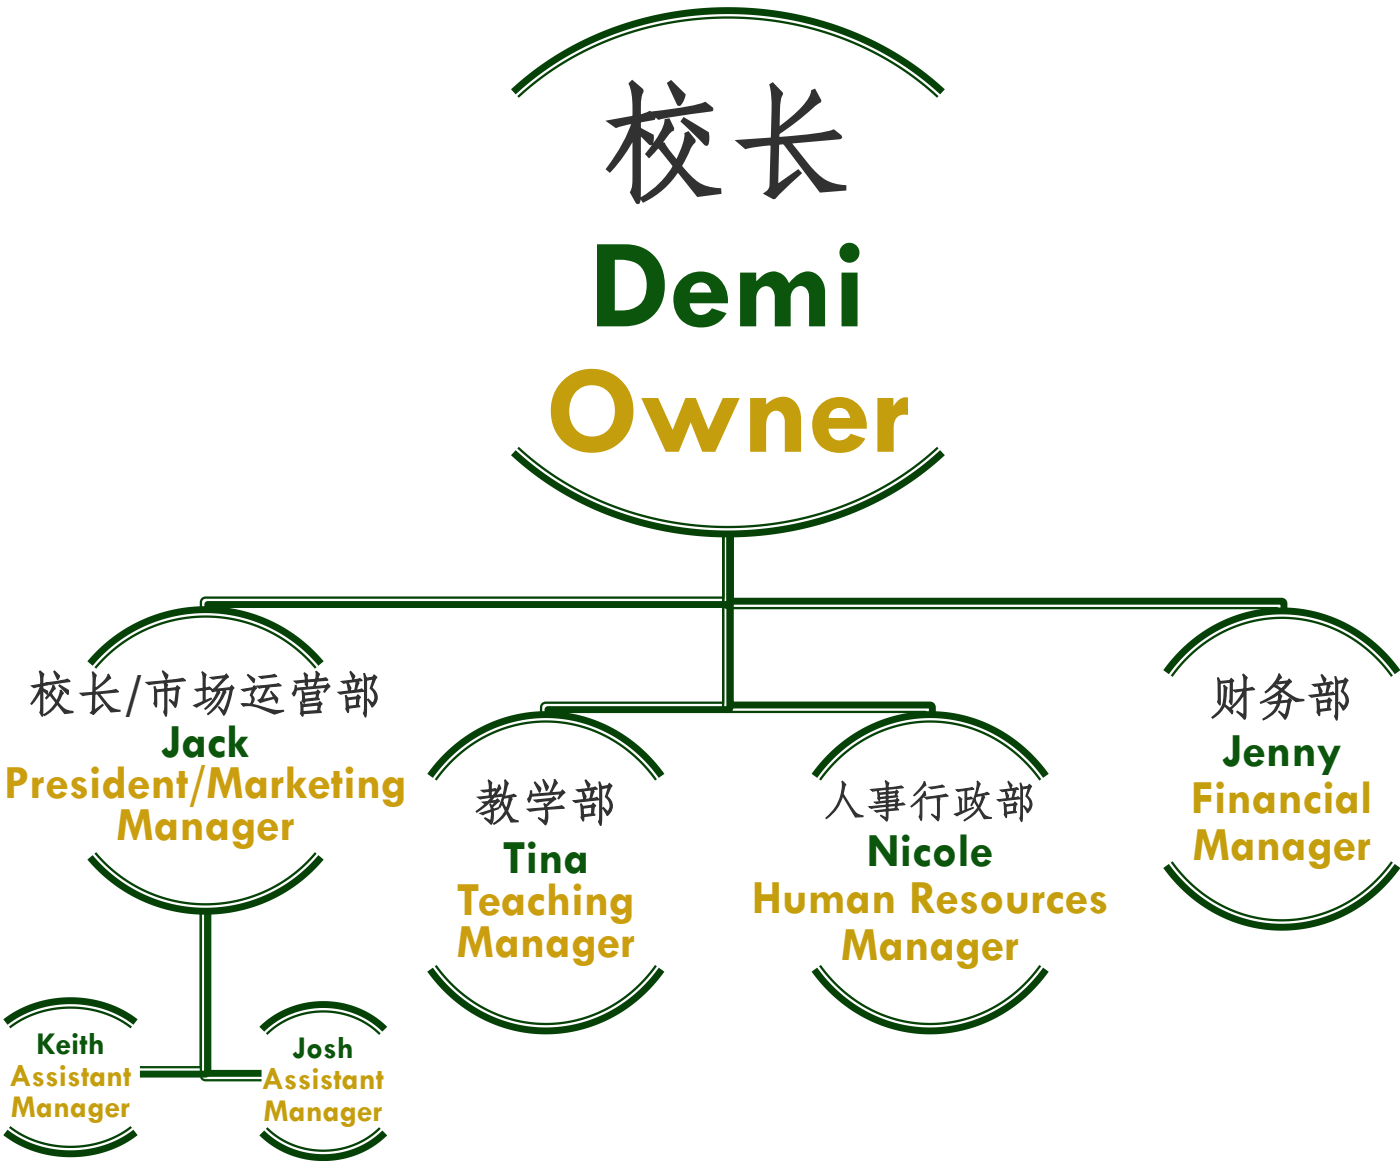 校长
Demi
Owner
校长/市场运营部
Jack
President/Marketing
Manager
教学部
Tina
Teaching
Manager
人事行政部
Nicole
Human Resources
Manager
财务部
Jenny
Financial
Manager
Keith
Assistant
Manager
Josh
Assistant
Manager